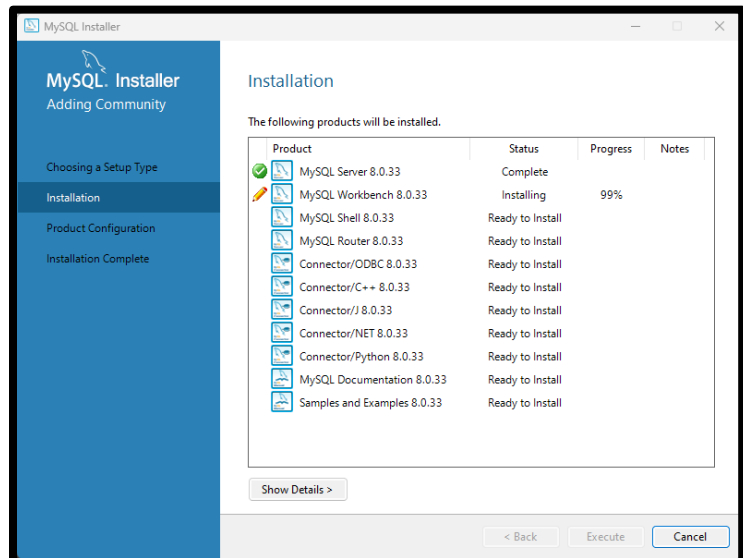 MySQL Installer
MySQL. Installer
Adding Community
Choosing a Setup Type
Installation
Product Configuration
Installation Complete
Installation
The following products will be installed.
Product Status Progress Notes
MySQL Server 8.0.33 Complete
MySQL Workbench 8.0.33 Installing 99%
MySQL Shell 8.0.33 Ready to Install
MySQL Router 8.0.33 Ready to Install
Connector/ODBC 8.0.33 Ready to Install
Connector/C++ 8.0.33 Ready to Install
Connector/J 8.0.33 Ready to Install
Connector/NET 8.0.33 Ready to Install
Connector/Python 8.0.33 Ready to Install
MySQL Documentation 8.0.33 Ready to Install
Samples and Examples 8.0.33 Ready to Install
Show Details >
< Back Execute Cancel